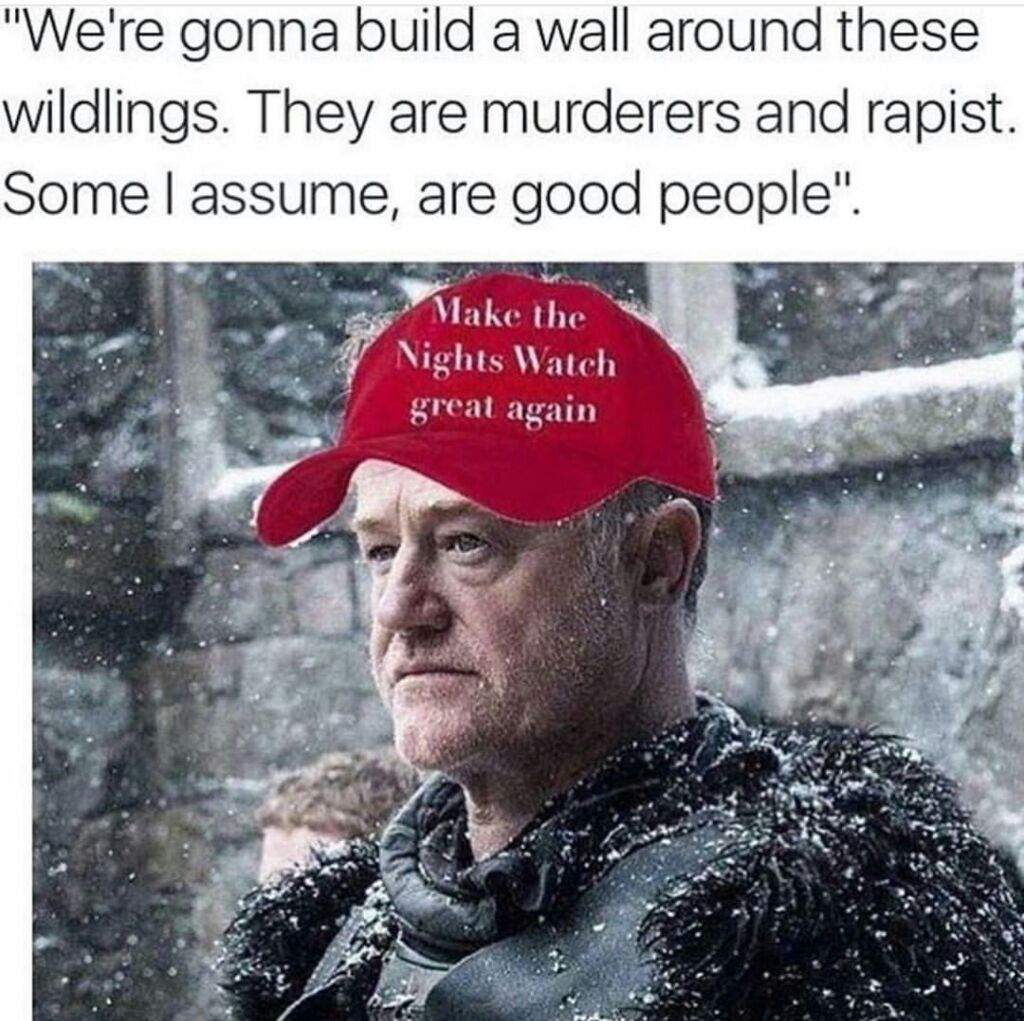 "We're gonna build a wall around these
wildlings. They are murderers and rapist.
Some I assume, are good people".
Make the
Nights Watch
great again